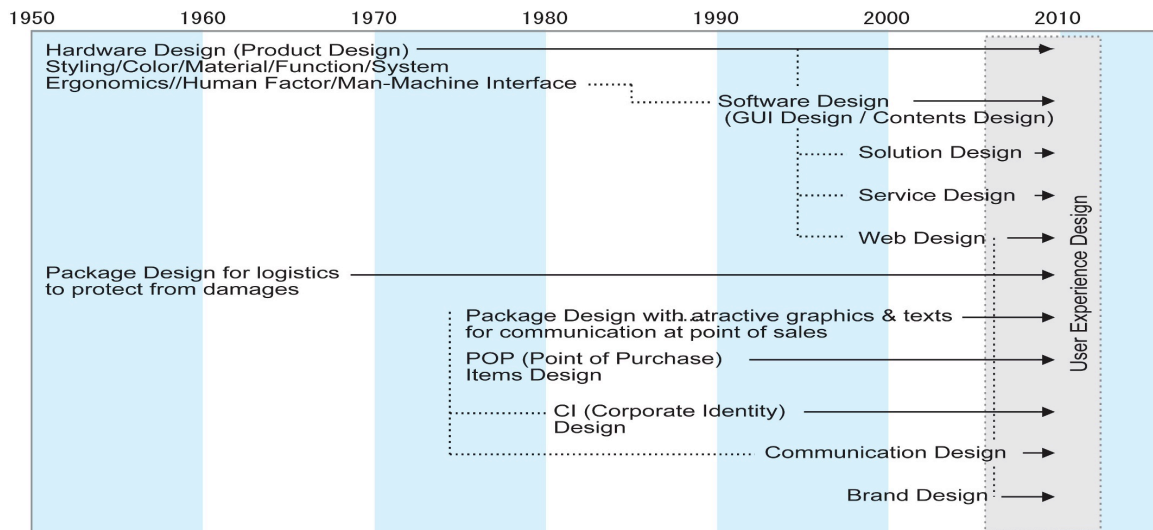 1950 1960 1970 1980 1990 2000 2010
Hardware Design (Product Design)
Styling/Color/Material/Function/System
Ergonomics//Human Factor/Man-Machine Interface
Software Design
(GUI Design / Contents Design)
Solution Design
Service Design
Web Design
Package Design for logistics
to protect from damages
Package Design with atractive graphics & texts
for communication at point of sales
POP (Point of Purchase)
Items Design
CI (Corporate Identity)
Design
Communication Design
Brand Design
User Experience Design